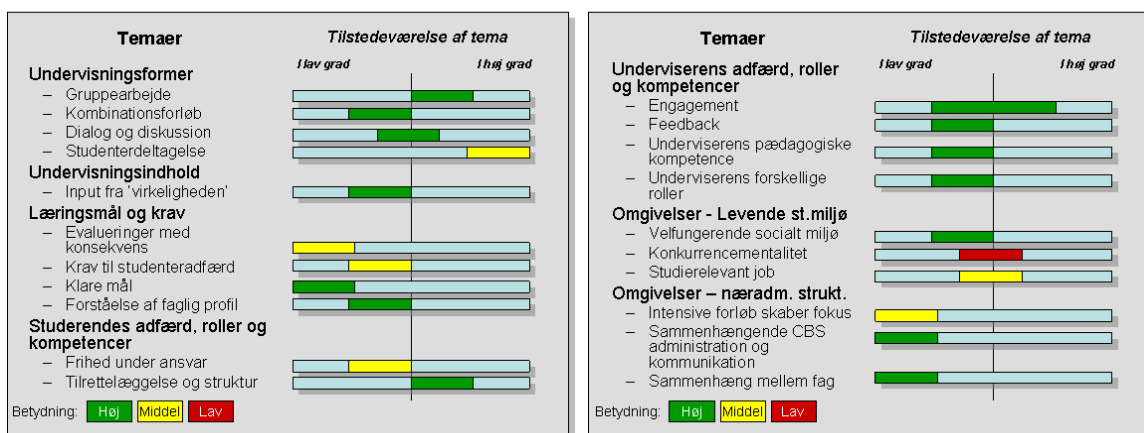 Temaer
Tilstedeværelse af tema
I lav grad
I høj grad
Undervisningsformer
– Gruppearbejde
– Kombinationsforløb
– Dialog og diskussion
– Studenterdeltagelse
Undervisningsindhold
– Input fra 'virkeligheden'
Læringsmål og krav
– Evalueringer med
konsekvens
– Krav til studenteradfærd
– Klare mål
– Forståelse af faglig profil
Studerendes adfærd, roller og
kompetencer
– Frihed under ansvar
– Tilrettelæggelse og struktur
Betydning: Høj Middel Lav
Temaer
Tilstedeværelse af tema
I lav grad
I høj grad
Underviserens adfærd, roller
og kompetencer
– Engagement
– Feedback
– Underviserens pædagogiske
kompetence
– Underviserens forskellige
roller
Omgivelser - Levende st.miljø
– Velfungerende socialt miljø
– Konkurrencementalitet
– Studierelevant job
Omgivelser – næradm. strukt.
– Intensive forløb skaber fokus
– Sammenhængende CBS
administration og
kommunikation
– Sammenhæng mellem fag
Betydning: Høj Middel Lav